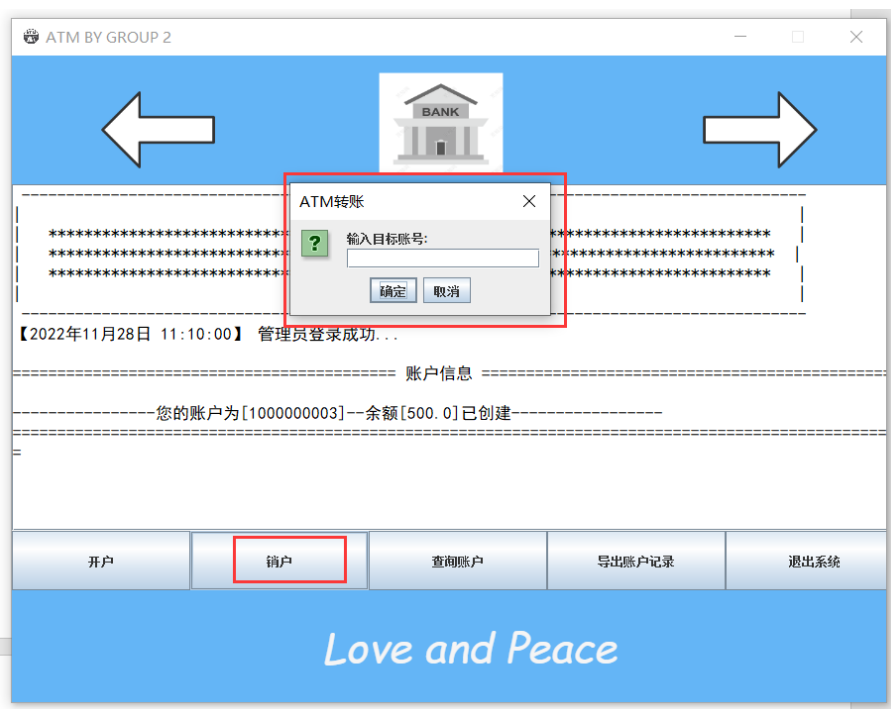 ATM BY GROUP 2
BANK
ATM转账
输入目标账号:
确定 取消
【2022年11月28日 11:10:00】 管理员登录成功...
账户信息
您的账户为[1000000003]--余额[500.0]已创建
开户 销户 查询账户 导出账户记录 退出系统
Love and Peace